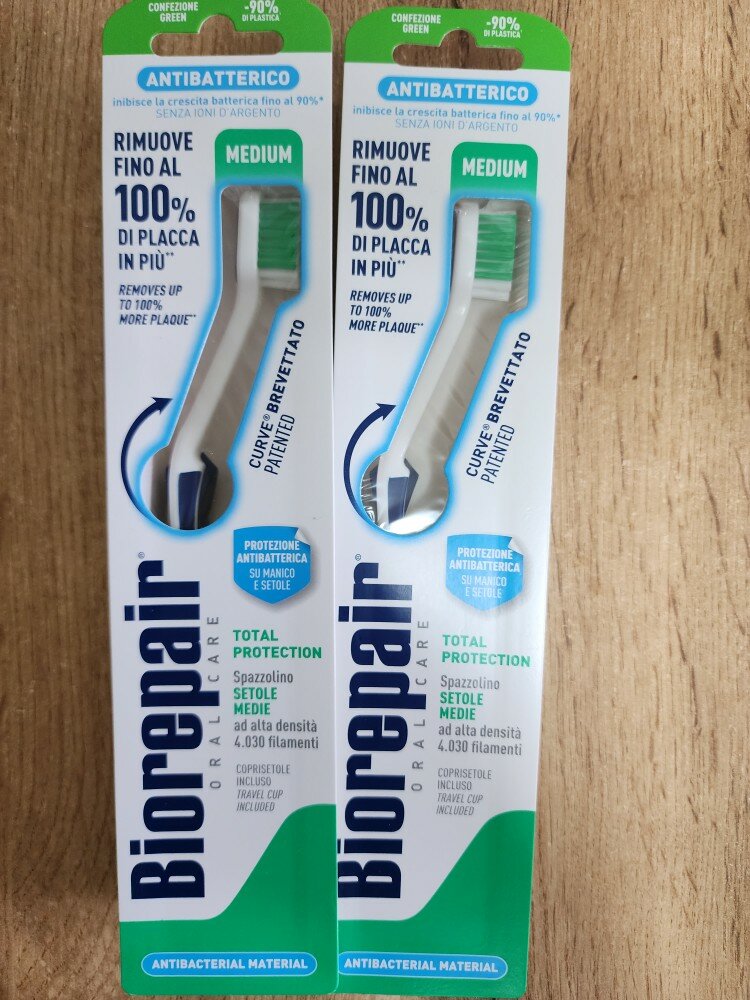 CONFEZIONE
GREEN
-90%
DI PLASTICA
ANTIBATTERICO
inibisce la crescita batterica fino al 90%*
SENZA IONI D'ARGENTO
RIMUOVE
FINO AL
100%
DI PLACCA
IN PIÙ**
REMOVES UP
TO 100%
MORE PLAQUE**
MEDIUM
CURVE® BREVETTATO
PATENTED
PROTEZIONE
ANTIBATTERICA
SU MANICO
E SETOLE
Biorepair®
ORAL CARE
TOTAL
PROTECTION
Spazzolino
SETOLE
MEDIE
ad alta densità
4.030 filamenti
COPRISETOLE
INCLUSO
TRAVEL CUP
INCLUDED
ANTIBACTERIAL MATERIAL
CONFEZIONE
GREEN
-90%
DI PLASTICA
ANTIBATTERICO
inibisce la crescita batterica fino al 90%*
SENZA IONI D'ARGENTO
RIMUOVE
FINO AL
100%
DI PLACCA
IN PIÙ**
REMOVES UP
TO 100%
MORE PLAQUE**
MEDIUM
CURVE® BREVETTATO
PATENTED
PROTEZIONE
ANTIBATTERICA
SU MANICO
E SETOLE
Biorepair®
ORAL CARE
TOTAL
PROTECTION
Spazzolino
SETOLE
MEDIE
ad alta densità
4.030 filamenti
COPRISETOLE
INCLUSO
TRAVEL CUP
INCLUDED
ANTIBACTERIAL MATERIAL